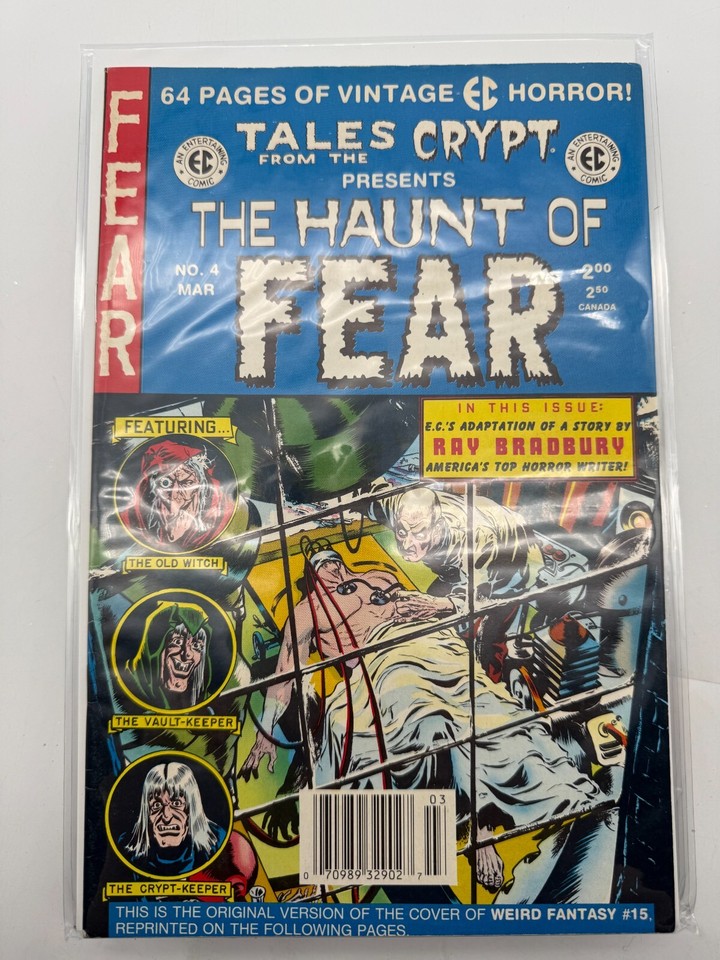 64 PAGES OF VINTAGE EC HORROR!
FEAR
AN ENTERTAINING
EC
COMIC
TALES FROM THE CRYPT
AN ENTERTAINING
EC
COMIC
PRESENTS
THE HAUNT OF
FEAR
NO. 4
MAR
2.00
2.50
CANADA
FEATURING...
IN THIS ISSUE:
E.C.'S ADAPTATION OF A STORY BY
RAY BRADBURY
AMERICA'S TOP HORROR WRITER!
THE OLD WITCH
THE VAULT-KEEPER
THE CRYPT-KEEPER
03
0 70989 32902 7
THIS IS THE ORIGINAL VERSION OF THE COVER OF WEIRD FANTASY #15,
REPRINTED ON THE FOLLOWING PAGES.